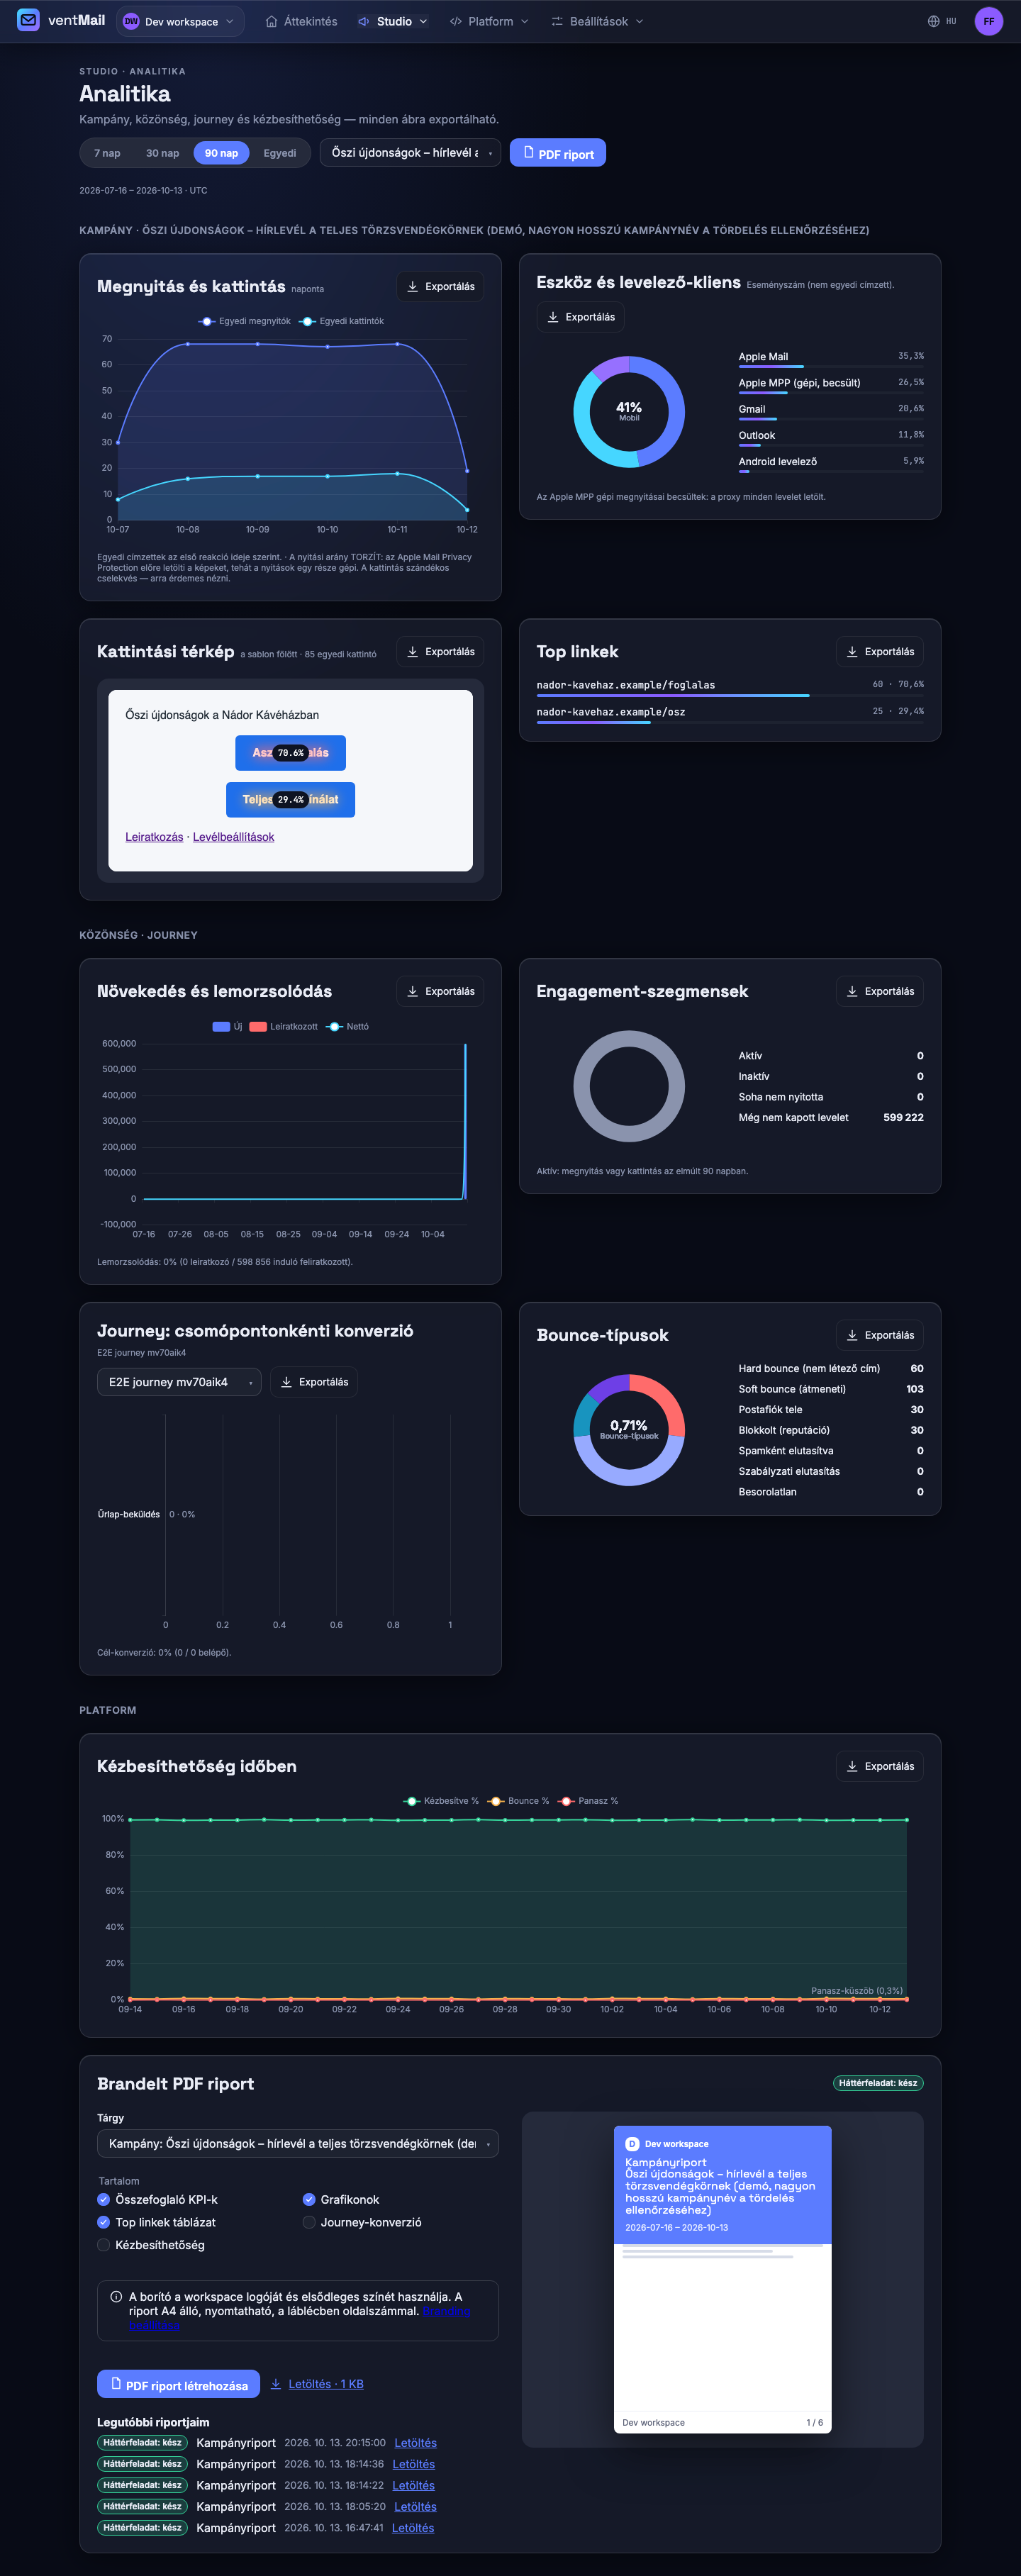 ventMail
DW Dev workspace
Áttekintés
Studio
Platform
Beállítások
HU
FF
STUDIO · ANALITIKA
Analitika
Kampány, közönség, journey és kézbesíthetőség — minden ábra exportálható.
7 nap
30 nap
90 nap
Egyedi
Őszi újdonságok – hírlevél a
PDF riport
2026-07-16 – 2026-10-13 · UTC
KAMPÁNY · ŐSZI ÚJDONSÁGOK – HÍRLEVÉL A TELJES TÖRZSVENDÉGKÖRNEK (DEMÓ, NAGYON HOSSZÚ KAMPÁNYNÉV A TÖRDELÉS ELLENŐRZÉSÉHEZ)
Megnyitás és kattintás naponta
Exportálás
Egyedi megnyitók
Egyedi kattintók
70
60
50
40
30
20
10
0
10-07 10-08 10-09 10-10 10-11 10-12
Egyedi címzettek az első reakció ideje szerint. · A nyitási arány TORZÍT: az Apple Mail Privacy
Protection előre letölti a képeket, tehát a nyitások egy része gépi. A kattintás szándékos
cselekvés — arra érdemes nézni.
Eszköz és levelező-kliens Eseményszám (nem egyedi címzett).
Exportálás
41%
Mobil
Apple Mail 35,3%
Apple MPP (gépi, becsült) 26,5%
Gmail 20,6%
Outlook 11,8%
Android levelező 5,9%
Az Apple MPP gépi megnyitásai becsültek: a proxy minden levelet letölt.
Kattintási térkép a sablon fölött · 85 egyedi kattintó
Exportálás
Őszi újdonságok a Nádor Kávéházban
70.6%
29.4%
Leiratkozás · Levélbeállítások
Top linkek
Exportálás
nador-kavehaz.example/foglalas 60 · 70,6%
nador-kavehaz.example/osz 25 · 29,4%
KÖZÖNSÉG · JOURNEY
Növekedés és lemorzsolódás
Exportálás
Új
Leiratkozott
Nettó
600,000
500,000
400,000
300,000
200,000
100,000
0
-100,000
07-16 07-26 08-05 08-15 08-25 09-04 09-14 09-24 10-04
Lemorzsolódás: 0% (0 leiratkozó / 598 856 induló feliratkozott).
Engagement-szegmensek
Exportálás
Aktív 0
Inaktív 0
Soha nem nyitotta 0
Még nem kapott levelet 599 222
Aktív: megnyitás vagy kattintás az elmúlt 90 napban.
Journey: csomópontonkénti konverzió
E2E journey mv70aik4
E2E journey mv70aik4
Exportálás
Űrlap-beküldés 0 · 0%
0 0.2 0.4 0.6 0.8 1
Cél-konverzió: 0% (0 / 0 belépő).
Bounce-típusok
Exportálás
0,71%
Bounce-típusok
Hard bounce (nem létező cím) 60
Soft bounce (átmeneti) 103
Postafiók tele 30
Blokkolt (reputáció) 30
Spamként elutasítva 0
Szabályzati elutasítás 0
Besorolatlan 0
PLATFORM
Kézbesíthetőség időben
Exportálás
Kézbesítve %
Bounce %
Panasz %
100%
80%
60%
40%
20%
0%
Panasz-küszöb (0,3%)
09-14 09-16 09-18 09-20 09-22 09-24 09-26 09-28 09-30 10-02 10-04 10-06 10-08 10-10 10-12
Brandelt PDF riport
Háttérfeladat: kész
Tárgy
Kampány: Őszi újdonságok – hírlevél a teljes törzsvendégkörnek (der
Tartalom
Összefoglaló KPI-k
Grafikonok
Top linkek táblázat
Journey-konverzió
Kézbesíthetőség
A borító a workspace logóját és elsődleges színét használja. A
riport A4 álló, nyomtatható, a láblécben oldalszámmal. Branding
beállítása
PDF riport létrehozása
Letöltés · 1 KB
Legutóbbi riportjaim
Háttérfeladat: kész Kampányriport 2026. 10. 13. 20:15:00 Letöltés
Háttérfeladat: kész Kampányriport 2026. 10. 13. 18:14:36 Letöltés
Háttérfeladat: kész Kampányriport 2026. 10. 13. 18:14:22 Letöltés
Háttérfeladat: kész Kampányriport 2026. 10. 13. 18:05:20 Letöltés
Háttérfeladat: kész Kampányriport 2026. 10. 13. 16:47:41 Letöltés
D Dev workspace
Kampányriport
Őszi újdonságok – hírlevél a teljes
törzsvendégkörnek (demó, nagyon
hosszú kampánynév a tördelés
ellenőrzéséhez)
2026-07-16 – 2026-10-13
Dev workspace 1 / 6